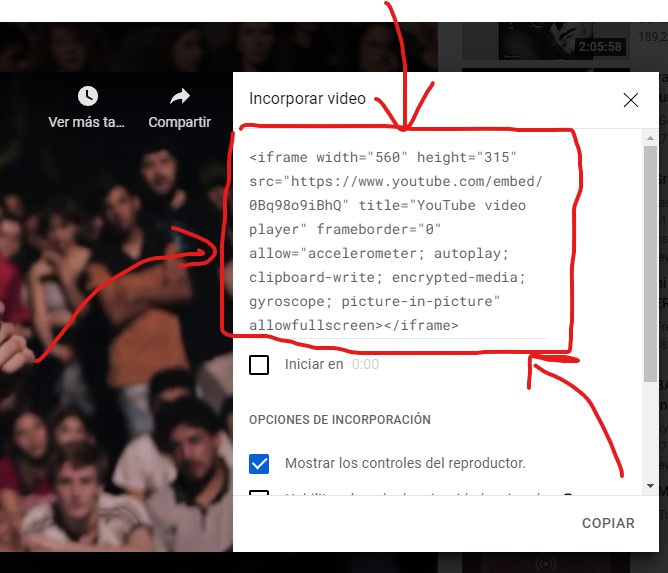 2:05:58
189,2
Ver más ta...
Compartir
Incorporar video
<iframe width="560" height="315"
src="https://www.youtube.com/embed/
0Bq98o9iBhQ" title="YouTube video
player" frameborder="0"
allow="accelerometer; autoplay;
clipboard-write; encrypted-media;
gyroscope; picture-in-picture"
allowfullscreen></iframe>
Iniciar en 0:00
OPCIONES DE INCORPORACIÓN
Mostrar los controles del reproductor.
COPIAR